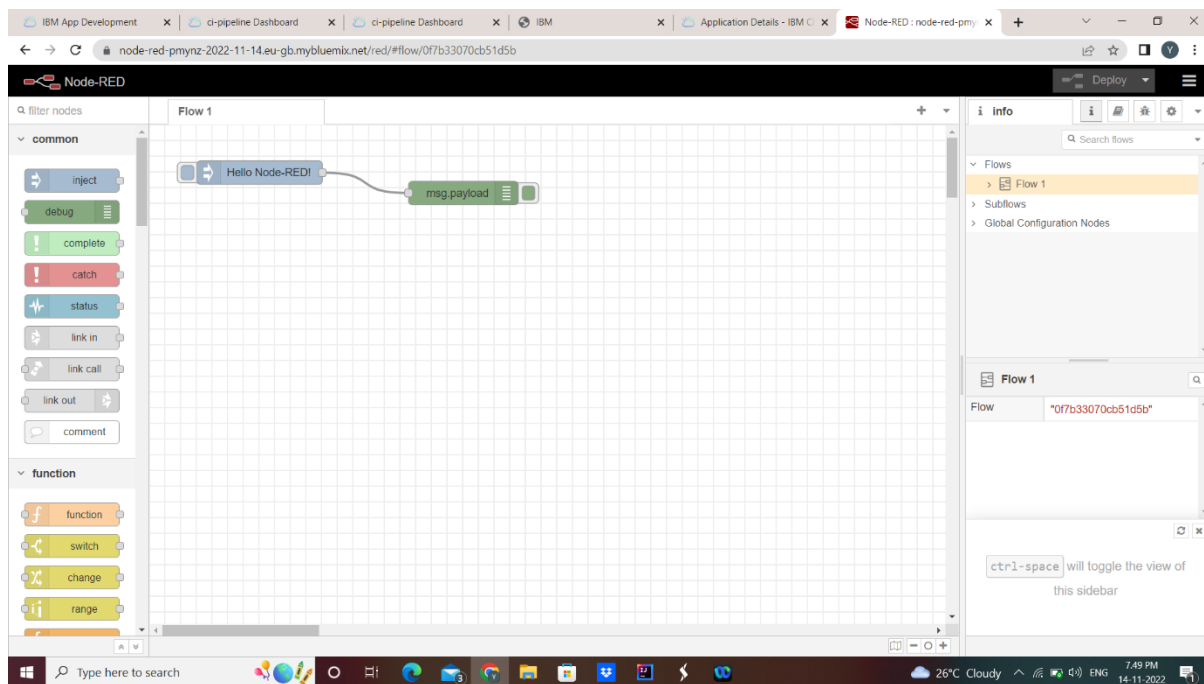 IBM App Development
ci-pipeline Dashboard
ci-pipeline Dashboard
IBM
Application Details - IBM C
Node-RED : node-red-pmy
node-red-pmynz-2022-11-14.eu-gb.mybluemix.net/red/#flow/0f7b33070cb51d5b
Y
Node-RED
Deploy
filter nodes
Flow 1
i info
i
Search flows
common
inject
debug
complete
catch
status
link in
link call
link out
comment
function
function
switch
change
range
Hello Node-RED!
msg.payload
Flows
Flow 1
Subflows
Global Configuration Nodes
Flow 1
Flow "0f7b33070cb51d5b"
ctrl-space will toggle the view of
this sidebar
Type here to search
26°C Cloudy
ENG
7.49 PM
14-11-2022